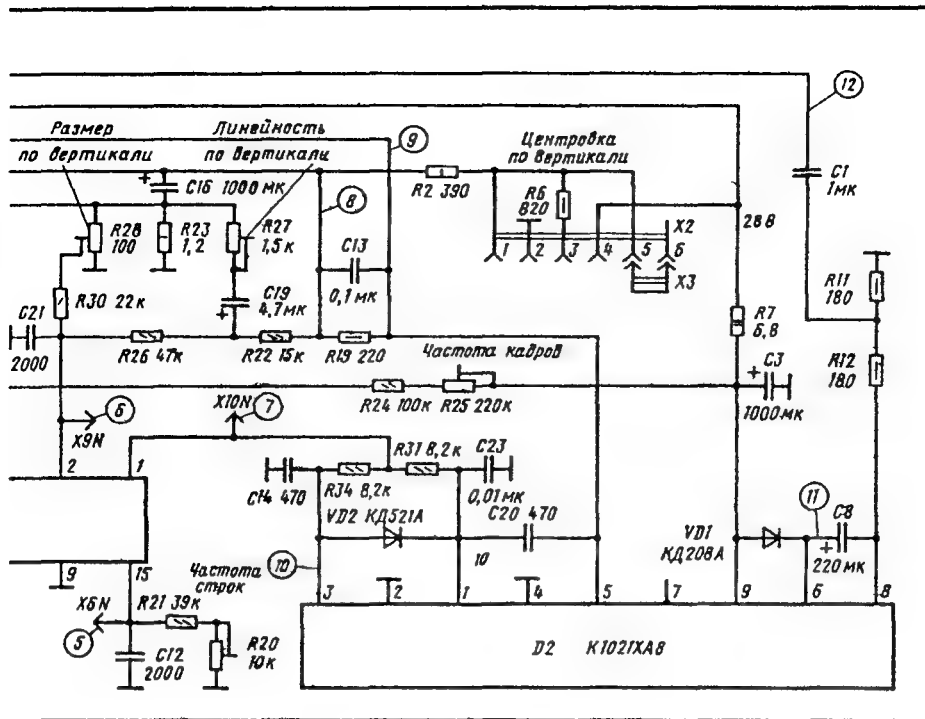 12
Размер
по вертикали
Линейность
по вертикали
9
Центровка
по вертикали
+
C16 1000 мк
R2 390
C1
1мк
R6
820
8
X2
28 В
R28
100
R23
1,2
R27
1,5к
1 2 3 4 5 6
C13
0,1 мк
X3
R11
180
R30 22к
C19
4,7мк
+
C21
2000
R7
6,8
R26 47к
R22 15к
R19 220
Частота кадров
C3
+
1000 мк
R12
180
R24 100к
R25 220к
X10N
7
6
X9N
2 1
R31 8,2к
C23
0,01 мк
C14 470
R34 8,2к
VD2 КД521А
C20 470
11
C8
+
220 мк
VD1
КД208А
10
10
9 15
Частота
строк
3 2 1 4 5 7 9 6 8
X6N
R21 39к
5
R20
10к
C12
2000
D2 К1021ХА8